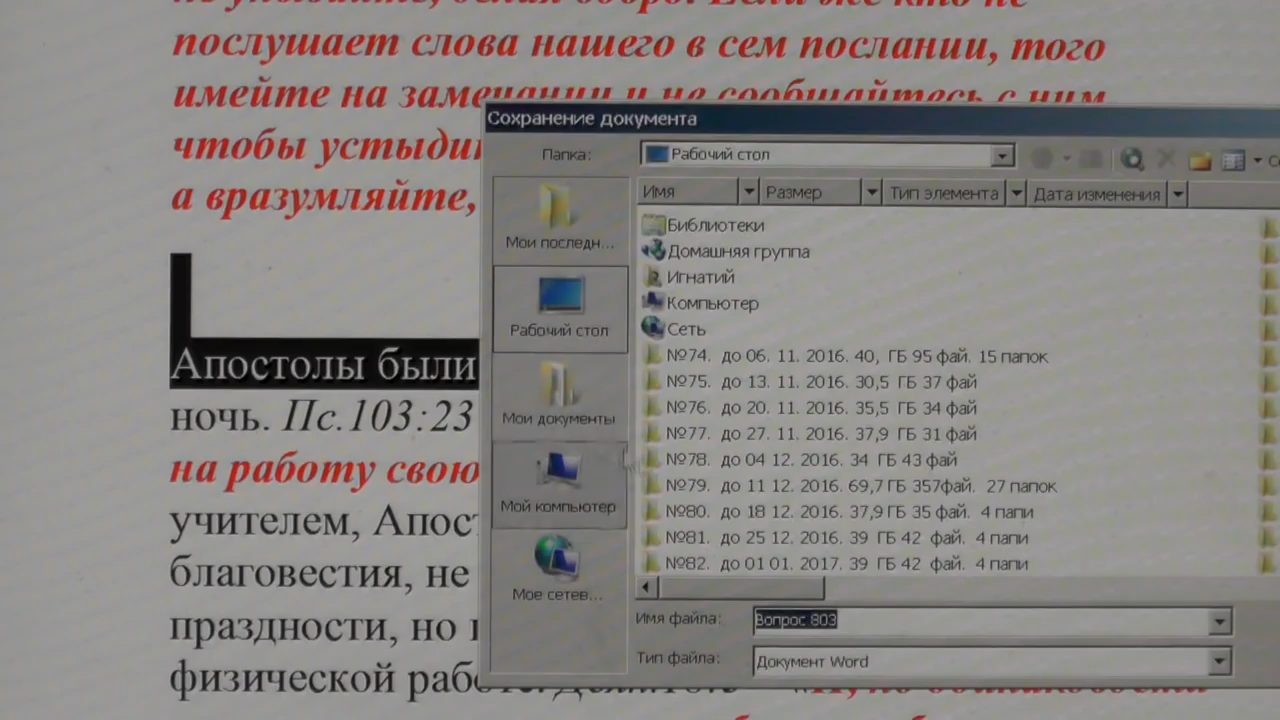 не унывайте, делая добро. Если же кто не
послушает слова нашего в сем послании, того
имейте на замечании и не сообщайтесь с ним
чтобы
а вразумляйте,
Апостолы были
ночь. Пс.103:23
на работу свою
учителем,
благовестия, не
праздности, но
физической
Сохранение документа
Папка:
Рабочий стол
Имя
Размер
Тип элемента
Дата изменения
Мои последн...
Рабочий стол
Мои документы
Мой компьютер
Мое сетев...
Библиотеки
Домашняя группа
Игнатий
Компьютер
Сеть
№74. до 06. 11. 2016. 40, ГБ 95 фай. 15 папок
№75. до 13. 11. 2016. 30,5 ГБ 37 фай
№76. до 20. 11. 2016. 35,5 ГБ 34 фай
№77. до 27. 11. 2016. 37,9 ГБ 31 фай
№78. до 04 12. 2016. 34 ГБ 43 фай
№79. до 11 12. 2016. 69,7 ГБ 357фай. 27 папок
№80. до 18 12. 2016. 37,9 ГБ 35 фай. 4 папи
№81. до 25 12. 2016. 39 ГБ 42 фай. 4 папи
№82. до 01 01. 2017. 39 ГБ 42 фай. 4 папи
Имя файла:
Вопрос 803
Тип файла:
Документ Word